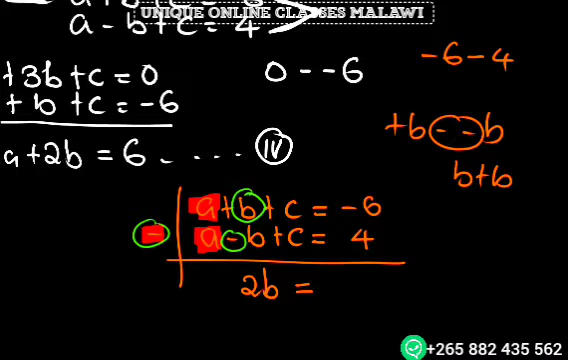 UNIQUE ONLINE CLASSES MALAWI
a - b + c = 4
+3b + c = 0
+ b + c = -6
a + 2b = 6 - . . . . (IV)
0 - -6
-6 - 4
+b - - b
b + b
a + b + c = -6
-
a - b + c = 4
2b =
+265 882 435 562